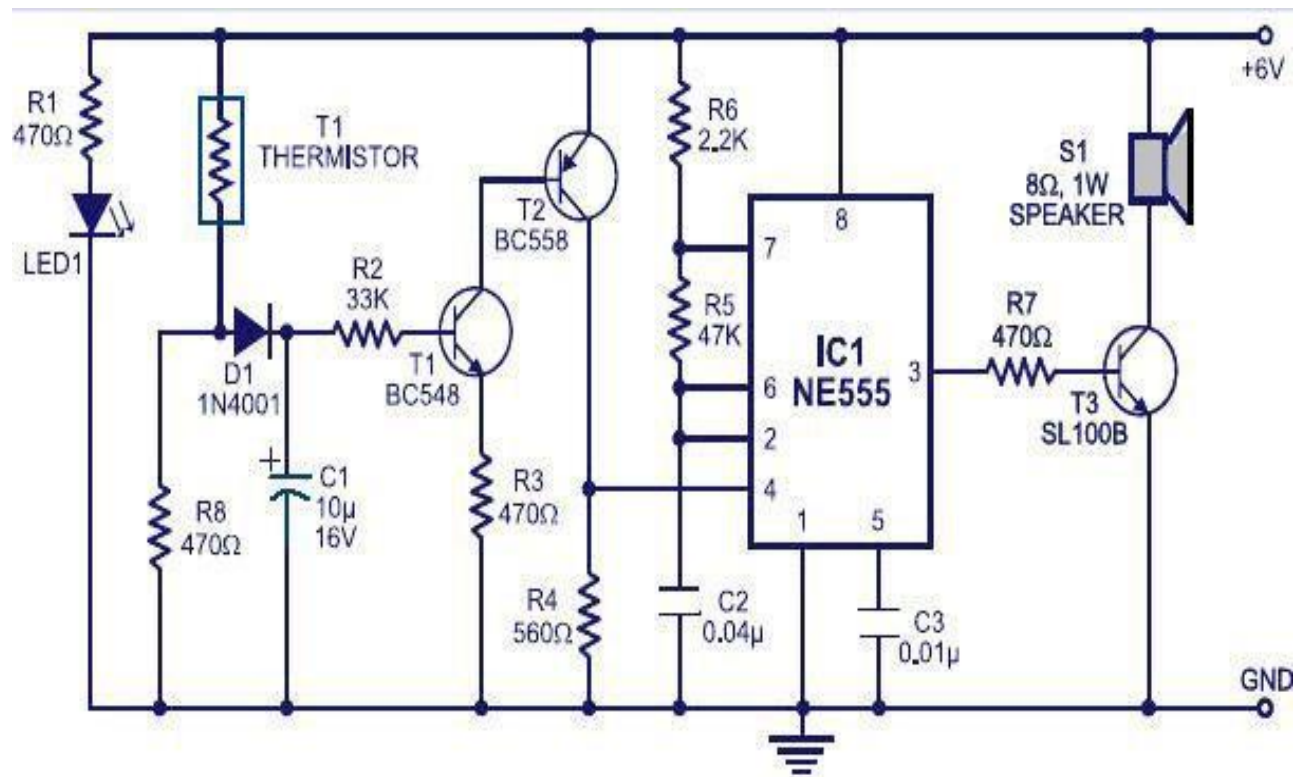 +6V
R1
470Ω
LED1
T1
THERMISTOR
D1
1N4001
R2
33K
T1
BC548
T2
BC558
R8
470Ω
+
C1
10µ
16V
R3
470Ω
R4
560Ω
R6
2.2K
R5
47K
C2
0.04µ
7
6
2
4
8
IC1
NE555
3
1
5
C3
0.01µ
R7
470Ω
S1
8Ω, 1W
SPEAKER
T3
SL100B
GND